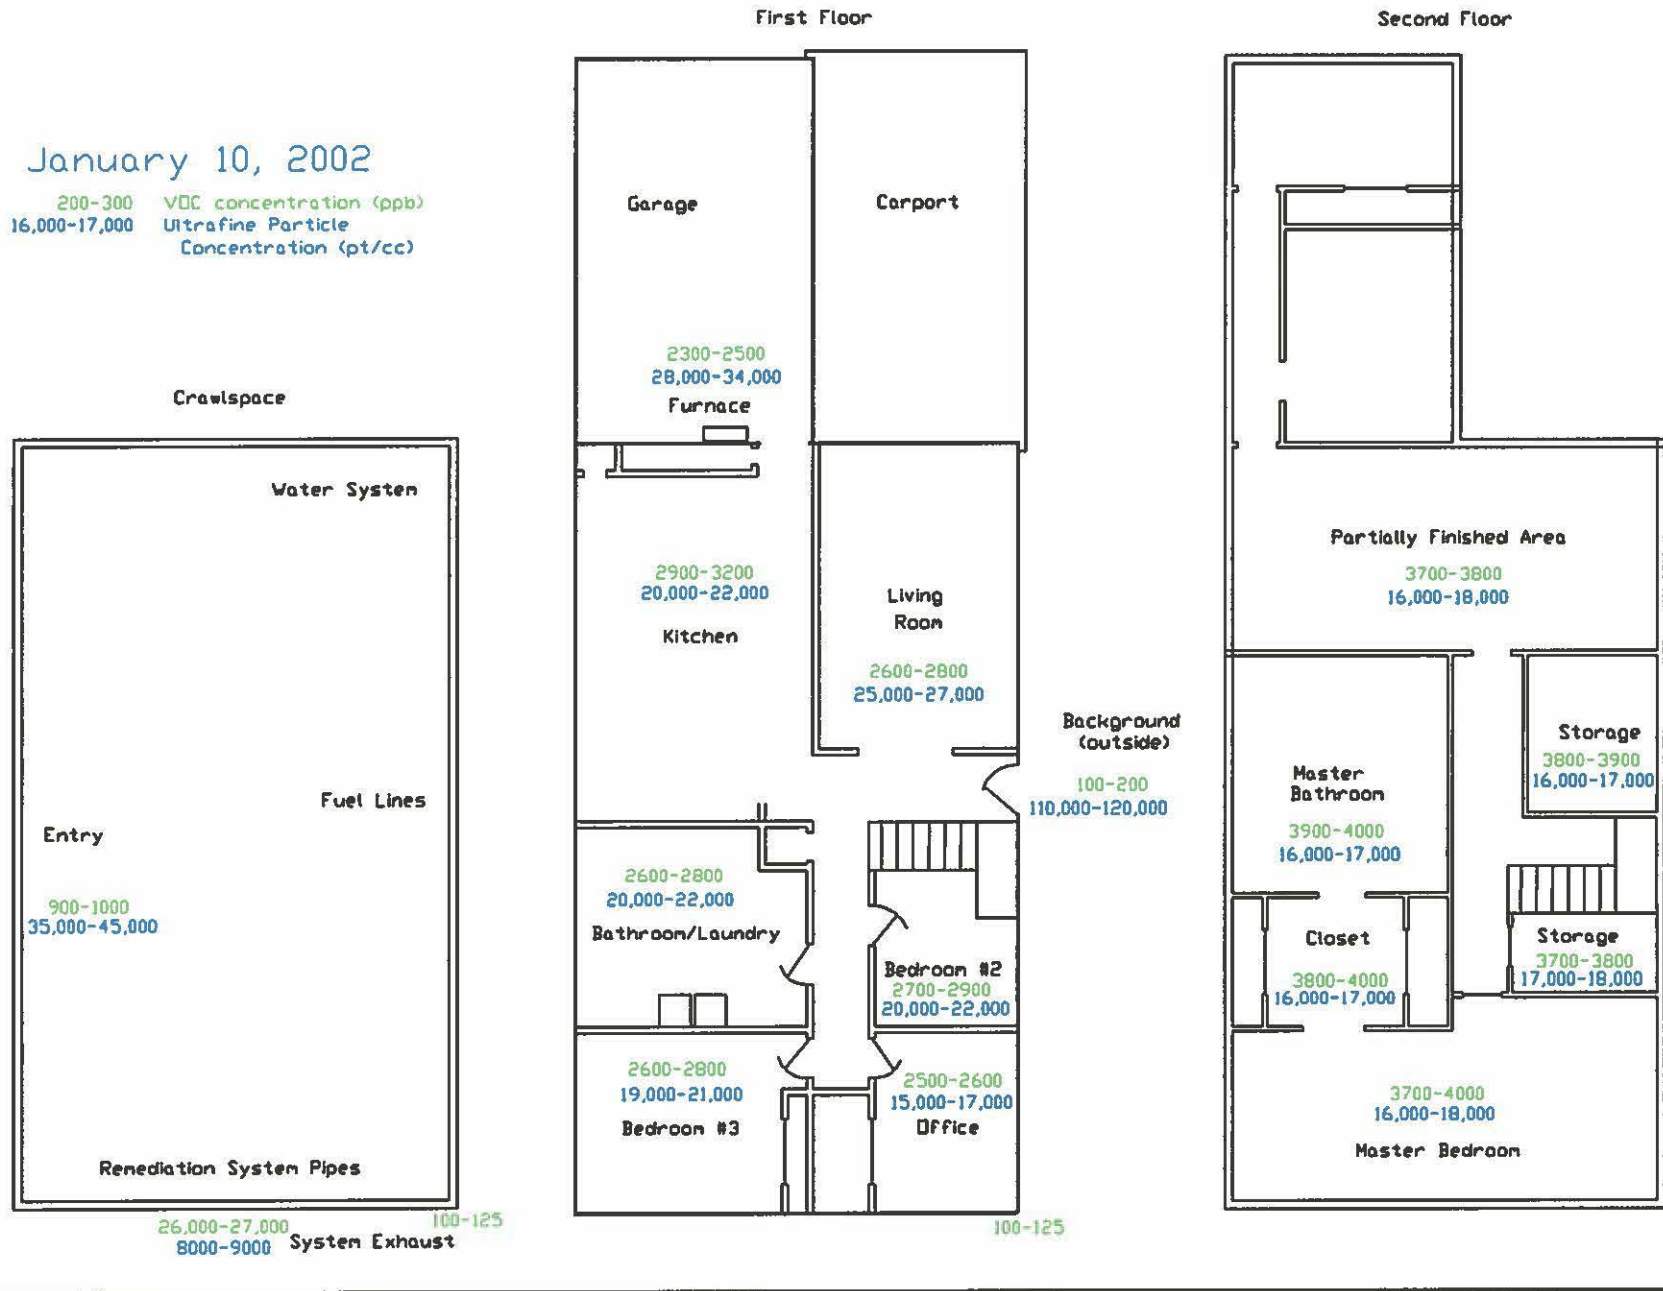 First Floor
Second Floor
January 10, 2002
200-300 VOC concentration (ppb)
16,000-17,000 Ultrafine Particle
Concentration (pt/cc)
Garage
Carport
2300-2500
28,000-34,000
Furnace
Crawlspace
Water System
Fuel Lines
Entry
900-1000
35,000-45,000
Remediation System Pipes
26,000-27,000
8000-9000
System Exhaust
100-125
2900-3200
20,000-22,000
Kitchen
Living
Room
2600-2800
25,000-27,000
Background
(outside)
100-200
110,000-120,000
2600-2800
20,000-22,000
Bathroom/Laundry
Bedroom #2
2700-2900
20,000-22,000
2600-2800
19,000-21,000
Bedroom #3
2500-2600
15,000-17,000
Office
100-125
Partially Finished Area
3700-3800
16,000-18,000
Storage
3800-3900
16,000-17,000
Master
Bathroom
3900-4000
16,000-17,000
Closet
3800-4000
16,000-17,000
Storage
3700-3800
17,000-18,000
3700-4000
16,000-18,000
Master Bedroom